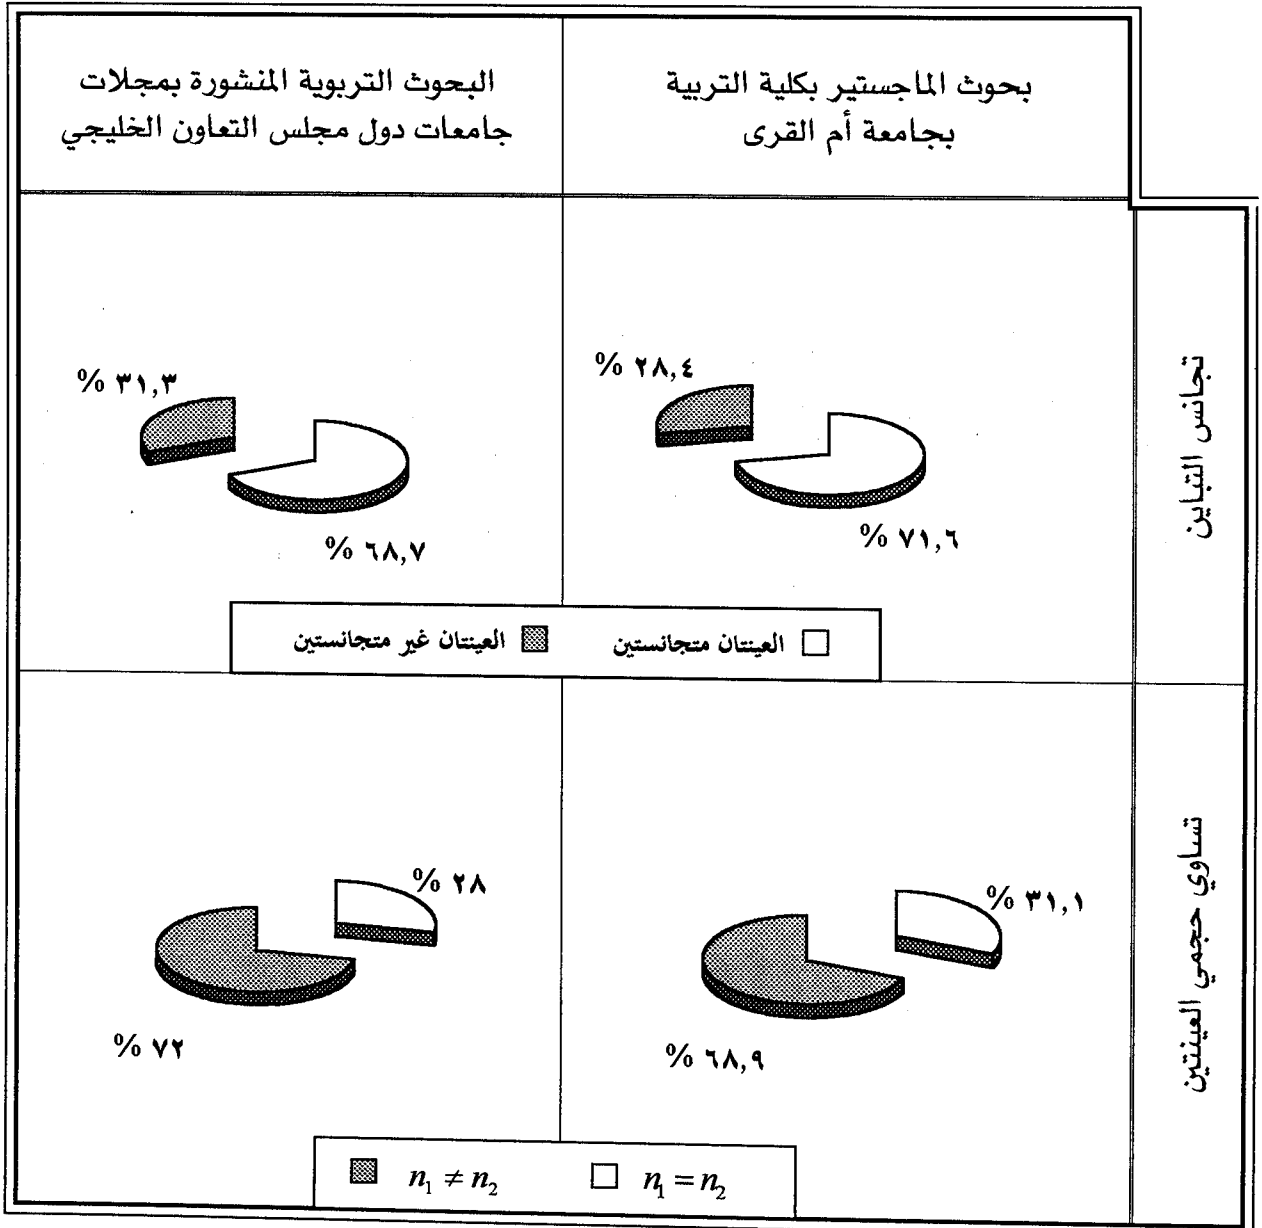 بحوث الماجستير بكلية التربية
بجامعة أم القرى
البحوث التربوية المنشورة بمجلات
جامعات دول مجلس التعاون الخليجي
تجانس التباين
% ٢٨,٤
% ٧١,٦
% ٣١,٣
% ٦٨,٧
العينتان متجانستين
العينتان غير متجانستين
تساوي حجمي العينتين
% ٣١,١
% ٦٨,٩
% ٢٨
% ٧٢
n₁ = n₂
n₁ ≠ n₂